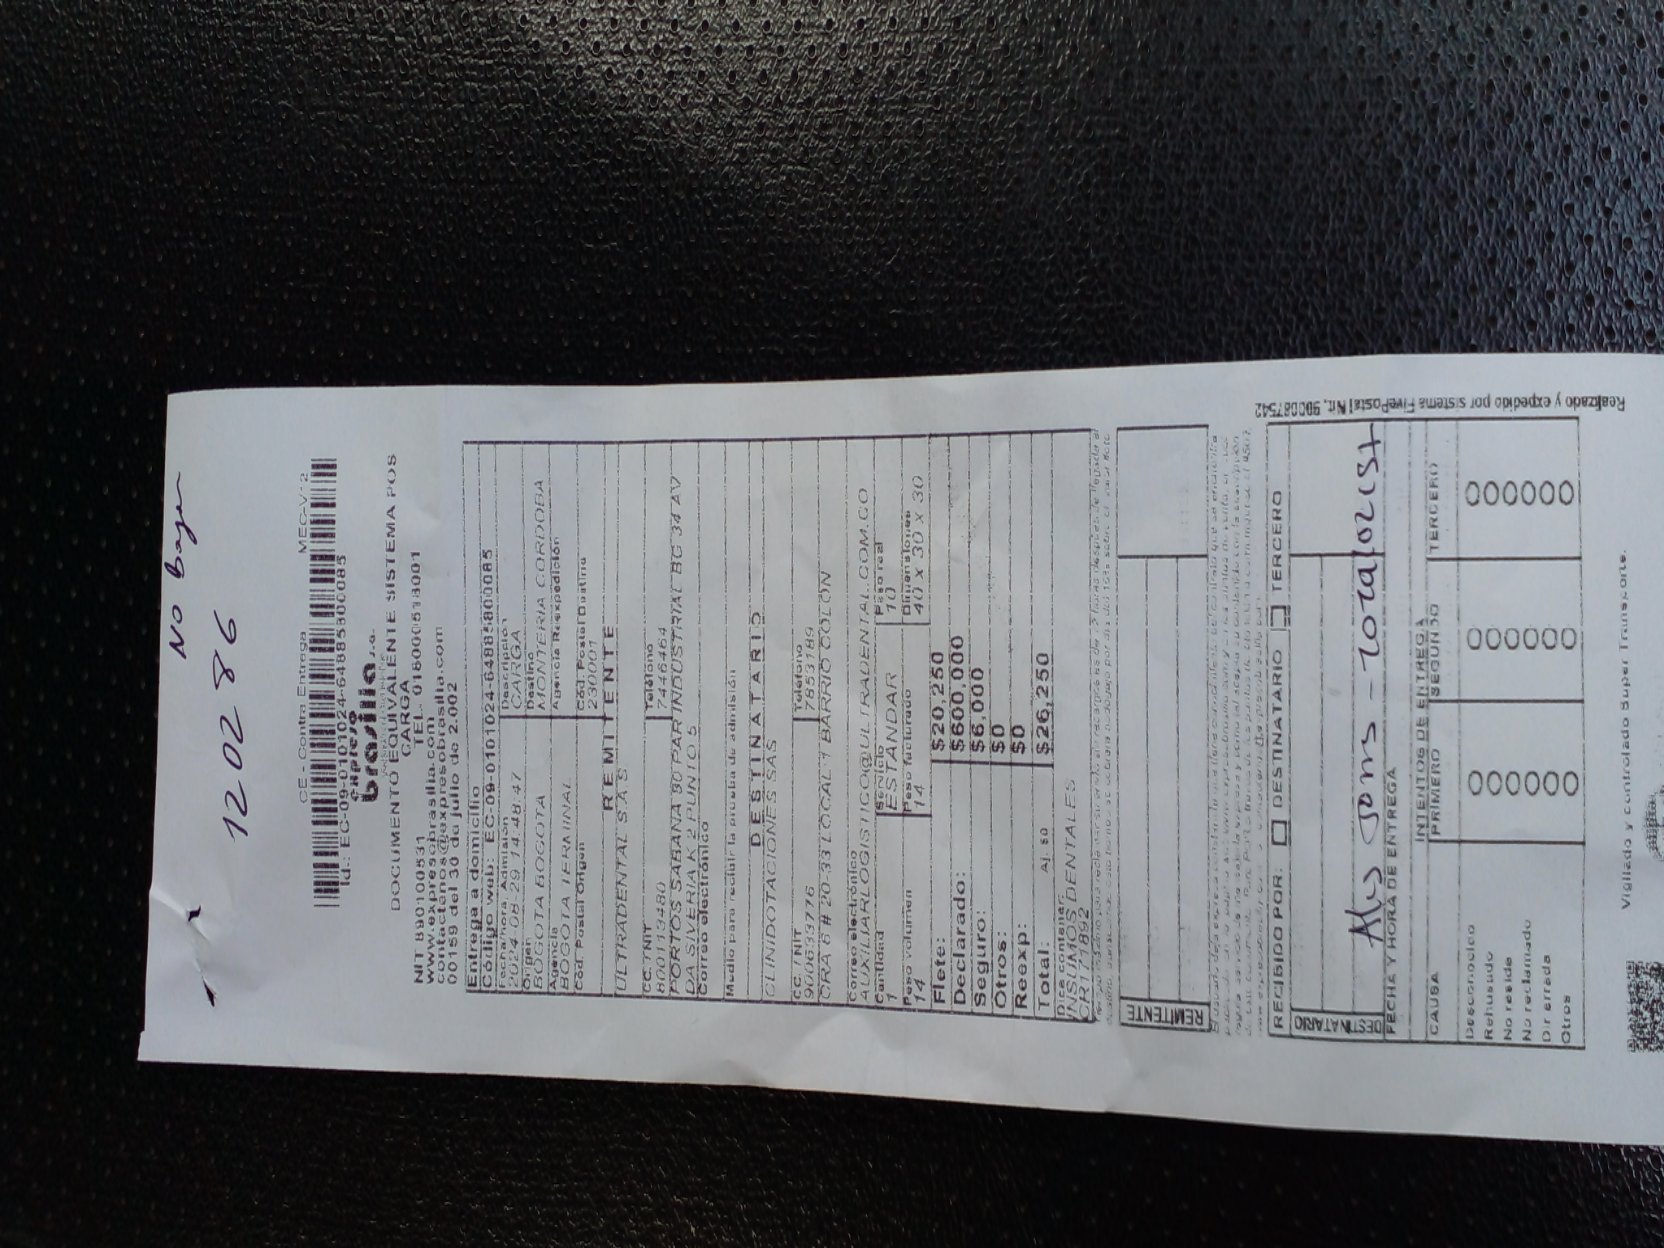 No
120286
CE - Contra Entrega MEC-V.2
Id.: EC-09-0101024-64885800085
expreso
brasilia s.a.
DOCUMENTO EQUIVALENTE SISTEMA POS
CARGA
NIT 890100531 TEL. 018000518001
www.expresobrasilia.com
contactenos@expresobrasilia.com
00159 del 30 de julio de 2.002
Entrega a domicilio
Código web: EC-09-0101024-64885800085
Fecha/hora Admisión Descripción
2024-08-29 14:48:47 CARGA
Origen Destino
BOGOTA BOGOTA MONTERIA CORDOBA
Agencia Agencia Reexpedición
BOGOTA TERMINAL
Cód. Postal Origen Cód. Postal Destino
230001
REMITENTE
ULTRADENTAL S A S
CC. / NIT Teléfono
800113480 7446464
PORTOS SABANA 80 PAR INDUSTRIAL BG 34 AV
DA SIVERIA K 2 PUNIO 5
Correo electrónico
Medio para recibir la prueba de admisión
DESTINATARIO
CLINIDOTACIONES SAS
CC. / NIT Teléfono
900633776 7853189
CRA 6 # 20-33 LOCAL 1 BARRIO COLON
Correo electrónico
AUXILIARLOGISTICO@ULTRADENTAL.COM.CO
Cantidad Servicio Peso real
1 ESTANDAR 10
Peso volumen Peso facturado Dimensiones
14 14 40 x 30 x 30
Flete: $20,250
Declarado: $600,000
Seguro: $6,000
Otros: $0
Reexp: $0
Total: Aj. $0 $26,250
Dice contener:
INSUMOS DENTALES
CR171892
REMITENTE
RECIBIDO POR: DESTINATARIO TERCERO
DESTINATARIO
FECHA Y HORA DE ENTREGA
INTENTOS DE ENTREGA
CAUSA PRIMERO SEGUNDO TERCERO
Desconocido
Rehusado
No reside
No reclamado
Dir errada
Otros
Realizado y expedido por sistema FivePostal Nit. 900087542
Vigilado y controlado Super Transporte.